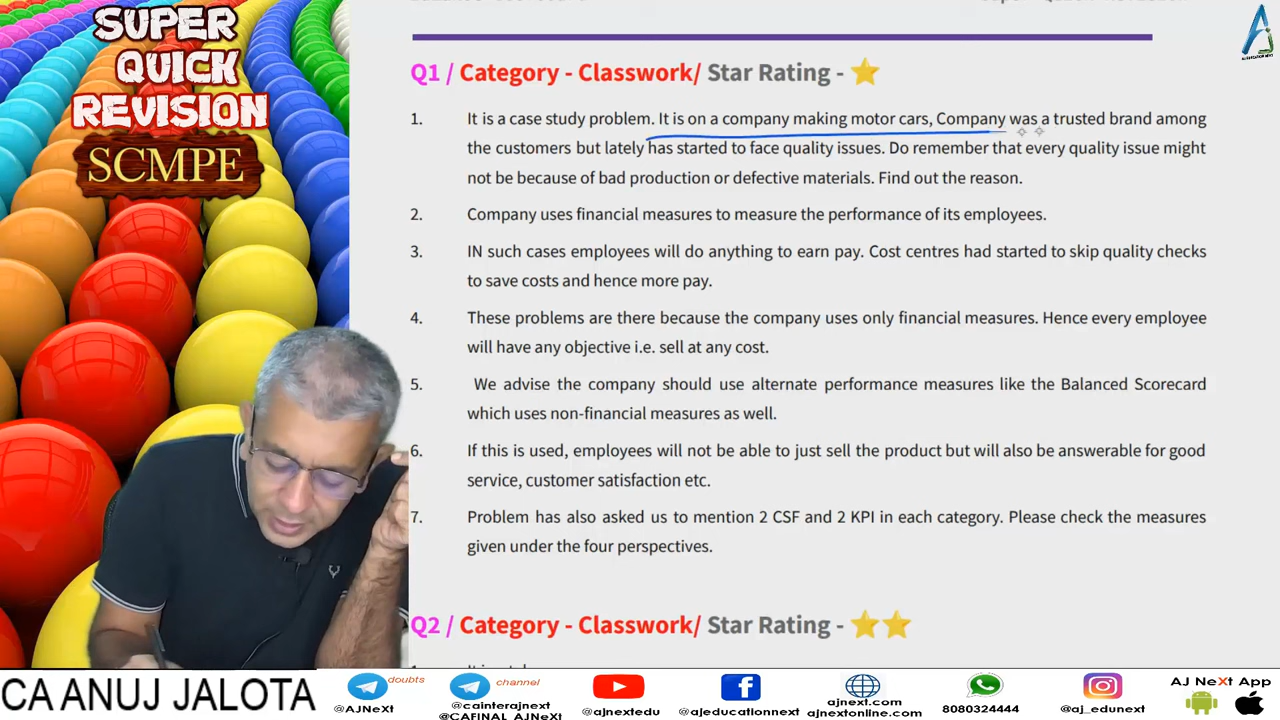 SUPER
QUICK
REVISION
SCMPE
Q1 / Category - Classwork/ Star Rating - ⭐
1. It is a case study problem. It is on a company making motor cars, Company was a trusted brand among
the customers but lately has started to face quality issues. Do remember that every quality issue might
not be because of bad production or defective materials. Find out the reason.
2. Company uses financial measures to measure the performance of its employees.
3. IN such cases employees will do anything to earn pay. Cost centres had started to skip quality checks
to save costs and hence more pay.
4. These problems are there because the company uses only financial measures. Hence every employee
will have any objective i.e. sell at any cost.
5. We advise the company should use alternate performance measures like the Balanced Scorecard
which uses non-financial measures as well.
6. If this is used, employees will not be able to just sell the product but will also be answerable for good
service, customer satisfaction etc.
7. Problem has also asked us to mention 2 CSF and 2 KPI in each category. Please check the measures
given under the four perspectives.
Q2 / Category - Classwork/ Star Rating - ⭐⭐
CA ANUJ JALOTA
doubts
@AJNeXt
channel
@cainterajnext
@CAFINAL_AJNeXt
@ajnextedu
@ajeducationnext
ajnext.com
ajnextonline.com
8080324444
@aj_edunext
AJ NeXt App